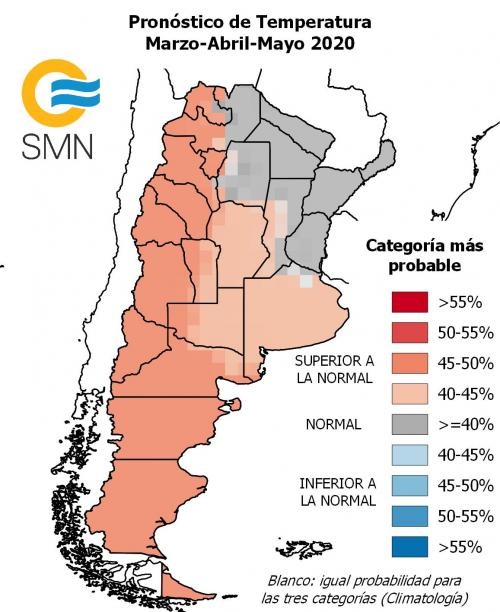 Pronóstico de Temperatura
Marzo-Abril-Mayo 2020
SMN
Categoría más
probable
>55%
50-55%
SUPERIOR A
LA NORMAL
45-50%
40-45%
NORMAL
>=40%
40-45%
INFERIOR A
LA NORMAL
45-50%
50-55%
>55%
Blanco: igual probabilidad para
las tres categorías (Climatología)